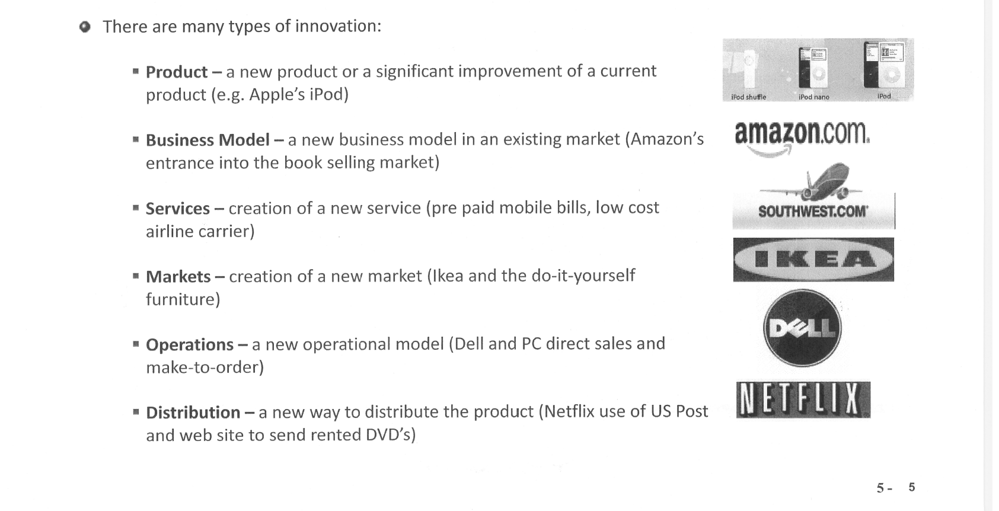 There are many types of innovation:
Product – a new product or a significant improvement of a current
product (e.g. Apple's iPod)
iPod shuffle
iPod nano
iPod
Business Model – a new business model in an existing market (Amazon's
entrance into the book selling market)
amazon.com
Services – creation of a new service (pre paid mobile bills, low cost
airline carrier)
SOUTHWEST.COM
Markets – creation of a new market (Ikea and the do-it-yourself
furniture)
IKEA
Operations – a new operational model (Dell and PC direct sales and
make-to-order)
DELL
Distribution – a new way to distribute the product (Netflix use of US Post
and web site to send rented DVD's)
NETFLIX
5 - 5